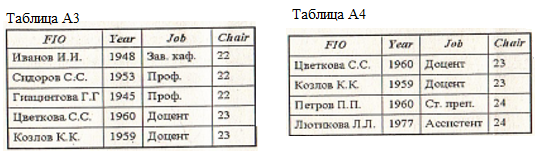 Таблица А3
FIO Year Job Chair
Иванов И.И. 1948 Зав. каф. 22
Сидоров С.С. 1953 Проф. 22
Гиацинтова Г.Г 1945 Проф. 22
Цветкова С.С. 1960 Доцент 23
Козлов К.К. 1959 Доцент 23
Таблица А4
FIO Year Job Chair
Цветкова С.С. 1960 Доцент 23
Козлов К.К. 1959 Доцент 23
Петров П.П. 1960 Ст. преп. 24
Лютикова Л.Л. 1977 Ассистент 24